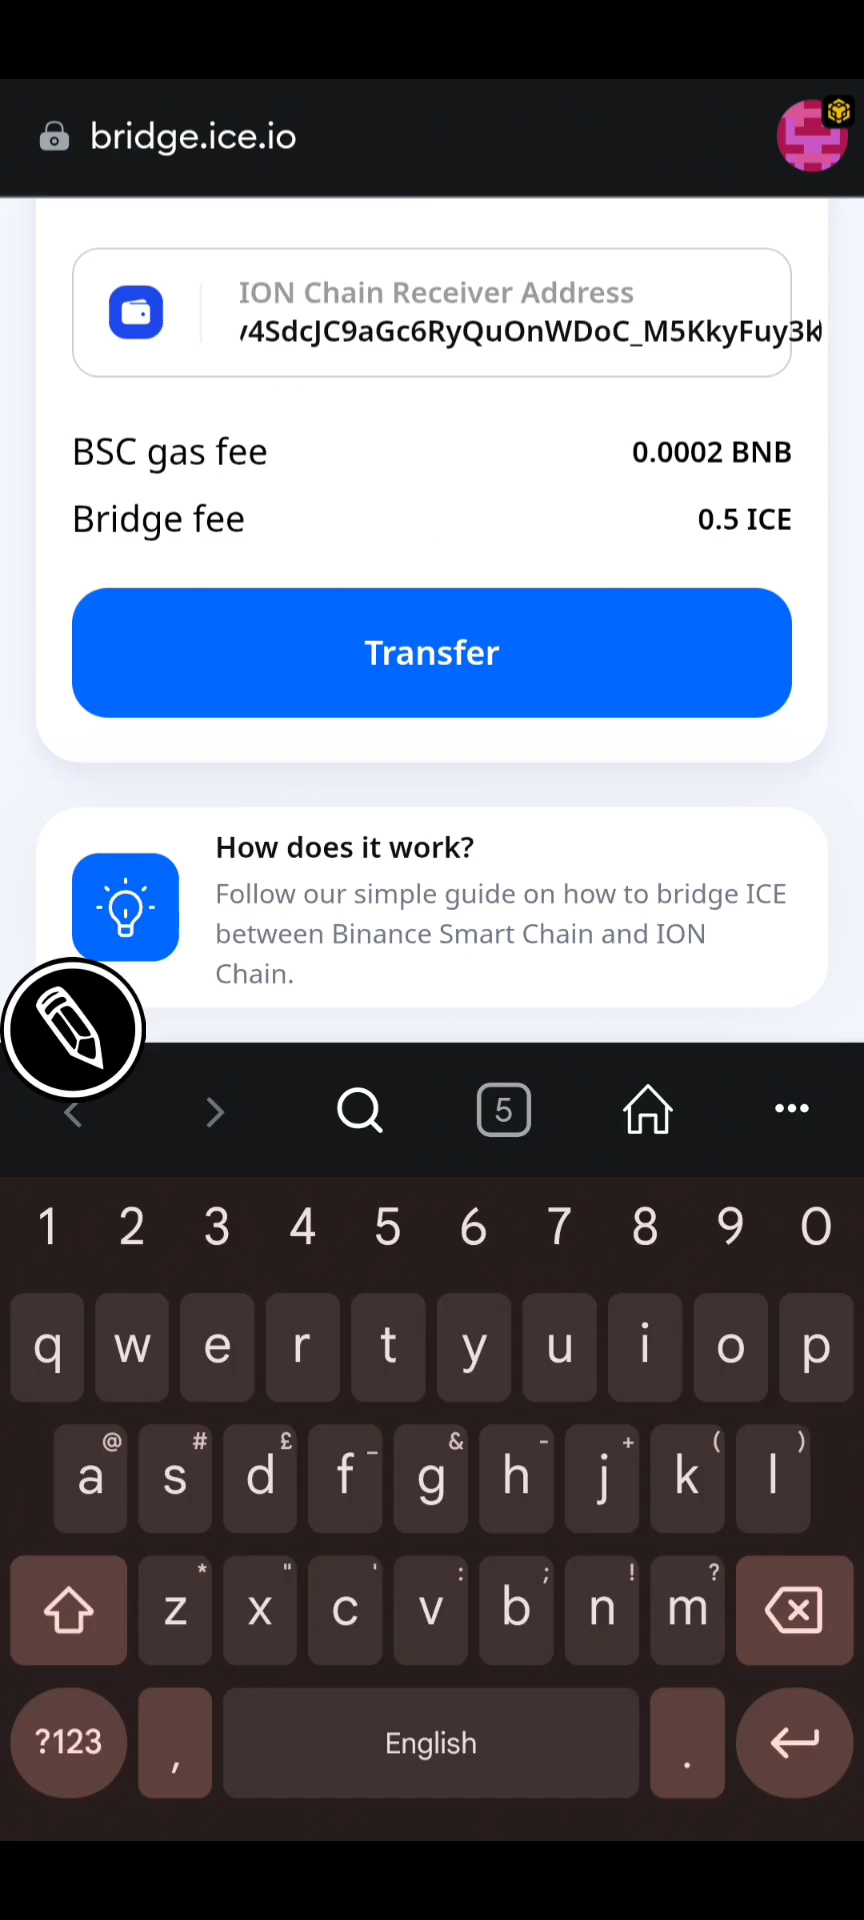 bridge.ice.io
ION Chain Receiver Address
v4SdcJC9aGc6RyQuOnWDoC_M5KkyFuy3k
BSC gas fee 0.0002 BNB
Bridge fee 0.5 ICE
Transfer
How does it work?
Follow our simple guide on how to bridge ICE
between Binance Smart Chain and ION
Chain.
5
1 2 3 4 5 6 7 8 9 0
q w e r t y u i o p
@ # £ _ & - + ( )
a s d f g h j k l
* " ' : ; ! ?
z x c v b n m
?123 , English .